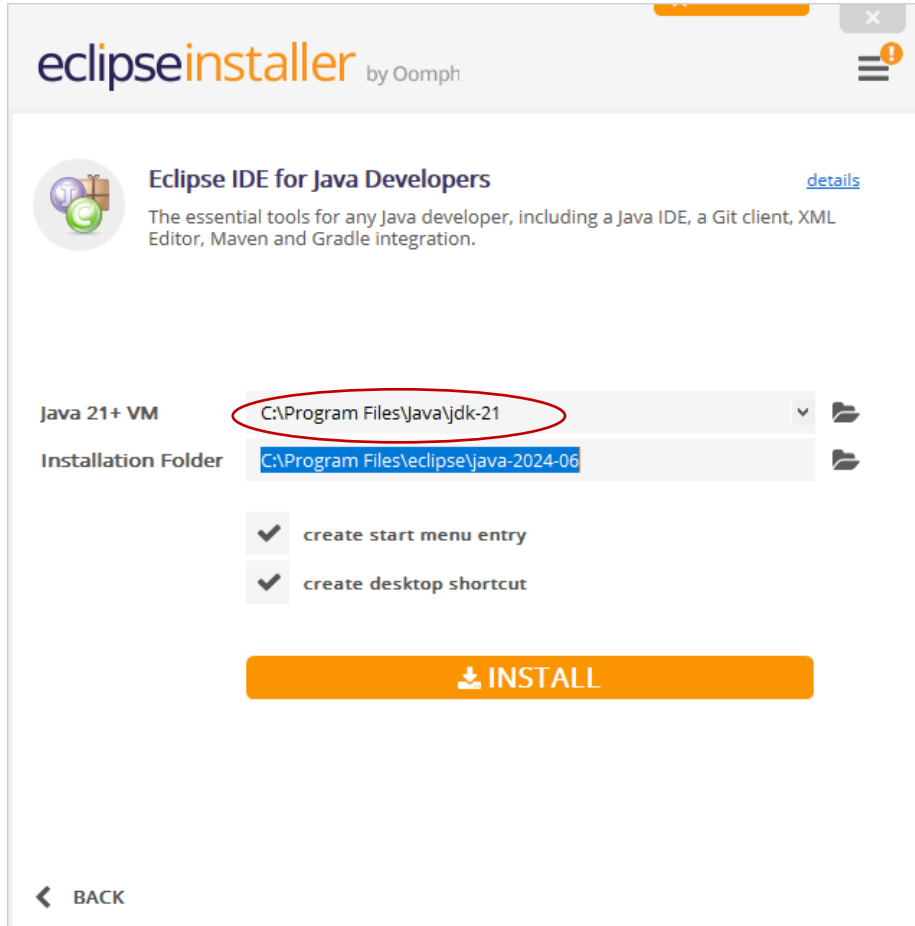 eclipseinstaller by Oomph
Eclipse IDE for Java Developers
details
The essential tools for any Java developer, including a Java IDE, a Git client, XML
Editor, Maven and Gradle integration.
Java 21+ VM
C:\Program Files\Java\jdk-21
Installation Folder
C:\Program Files\eclipse\java-2024-06
create start menu entry
create desktop shortcut
INSTALL
BACK